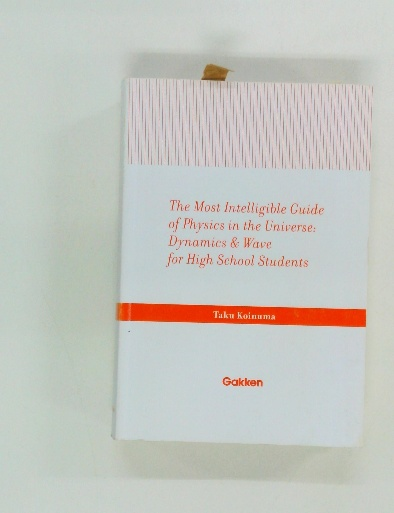 The Most Intelligible Guide
of Physics in the Universe:
Dynamics & Wave
for High School Students
Taku Koinuma
Gakken